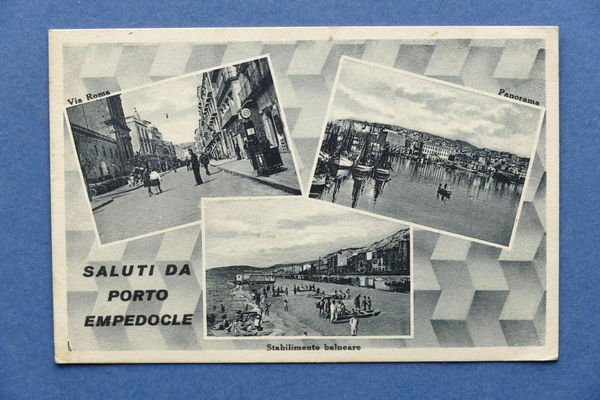 Via Roma
Panorama
SALUTI DA
PORTO
EMPEDOCLE
Stabilimento balneare